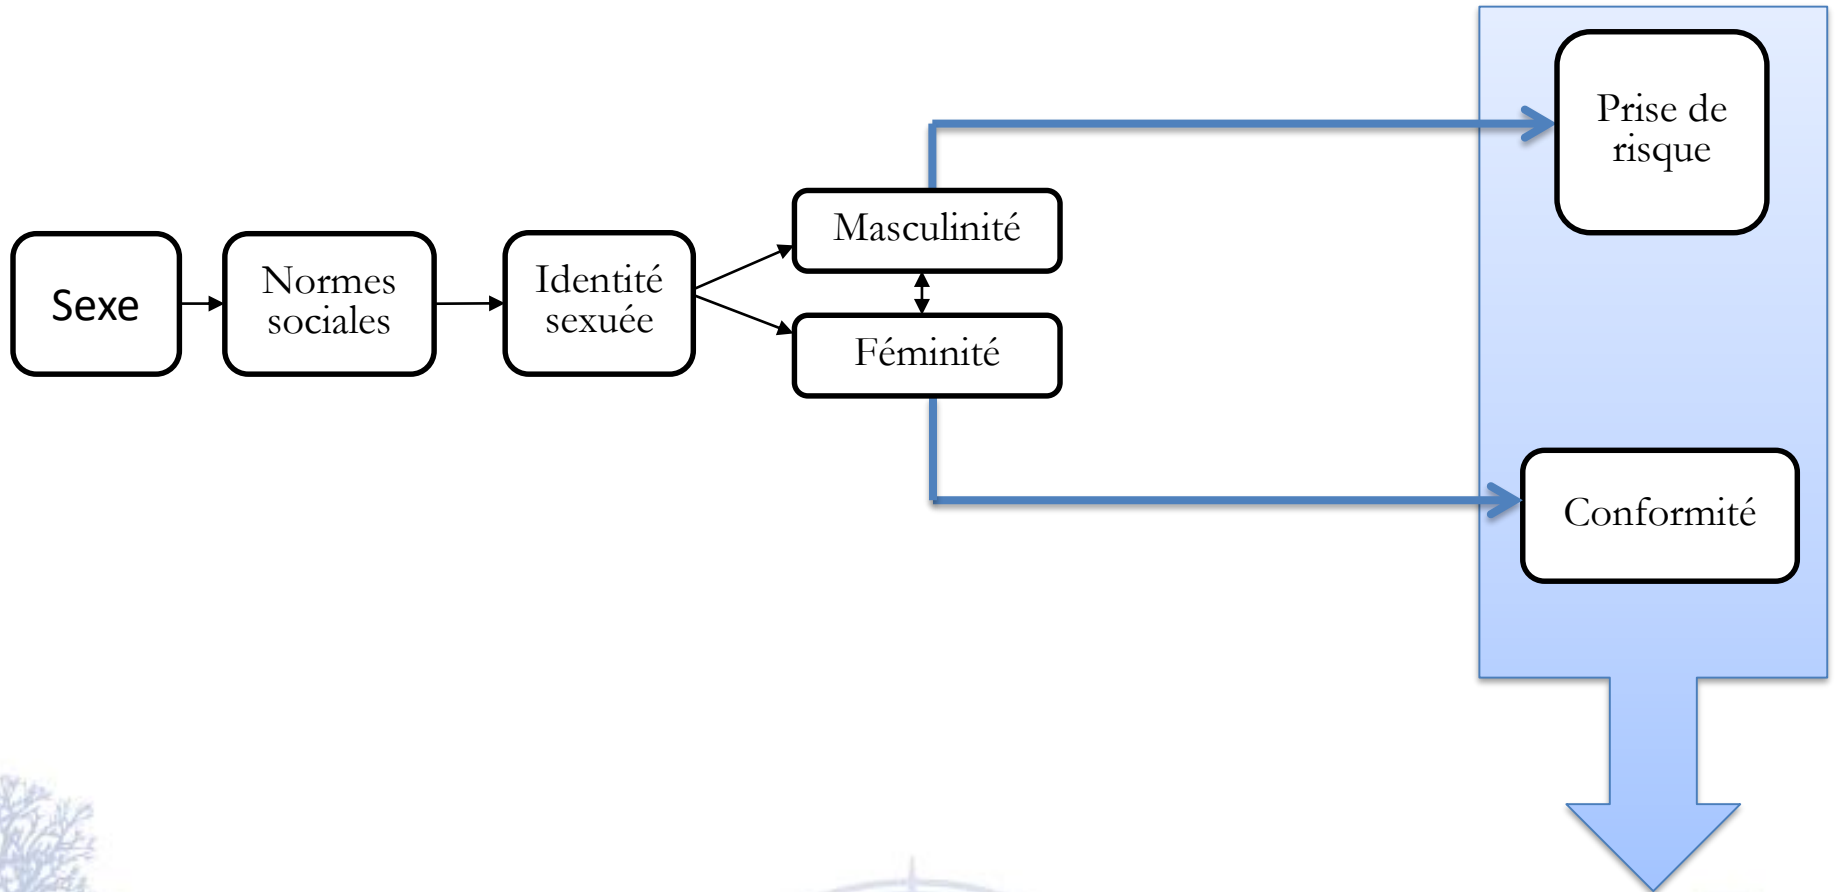 Sexe
Normes
sociales
Identité
sexuée
Masculinité
Féminité
Prise de
risque
Conformité